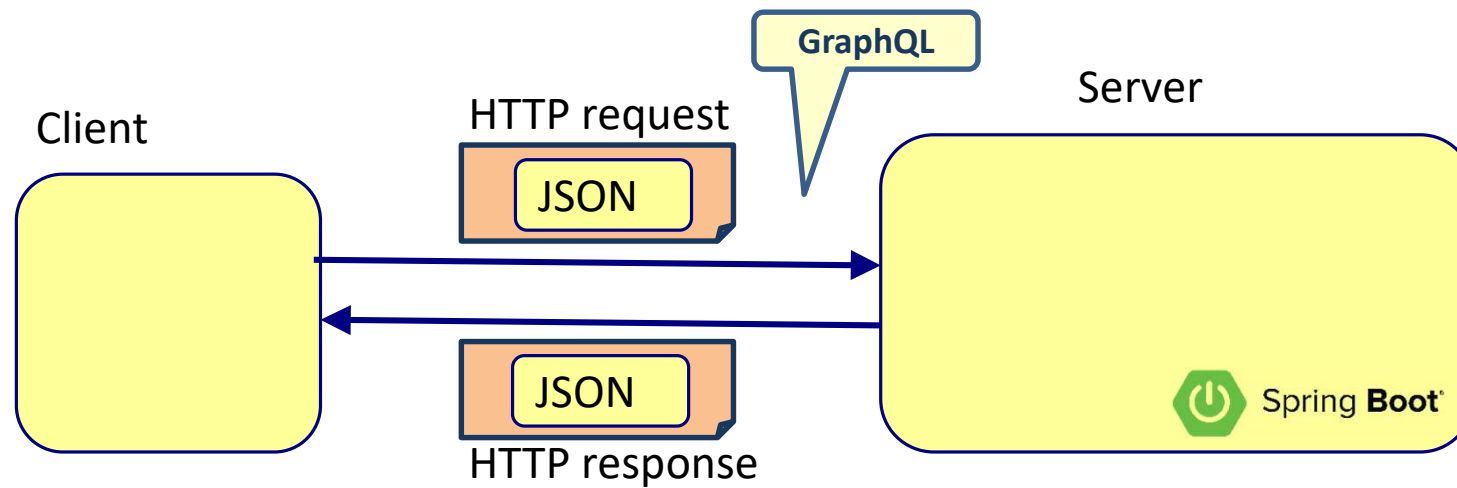 GraphQL
Server
Client
HTTP request
JSON
JSON
HTTP response
Spring Boot